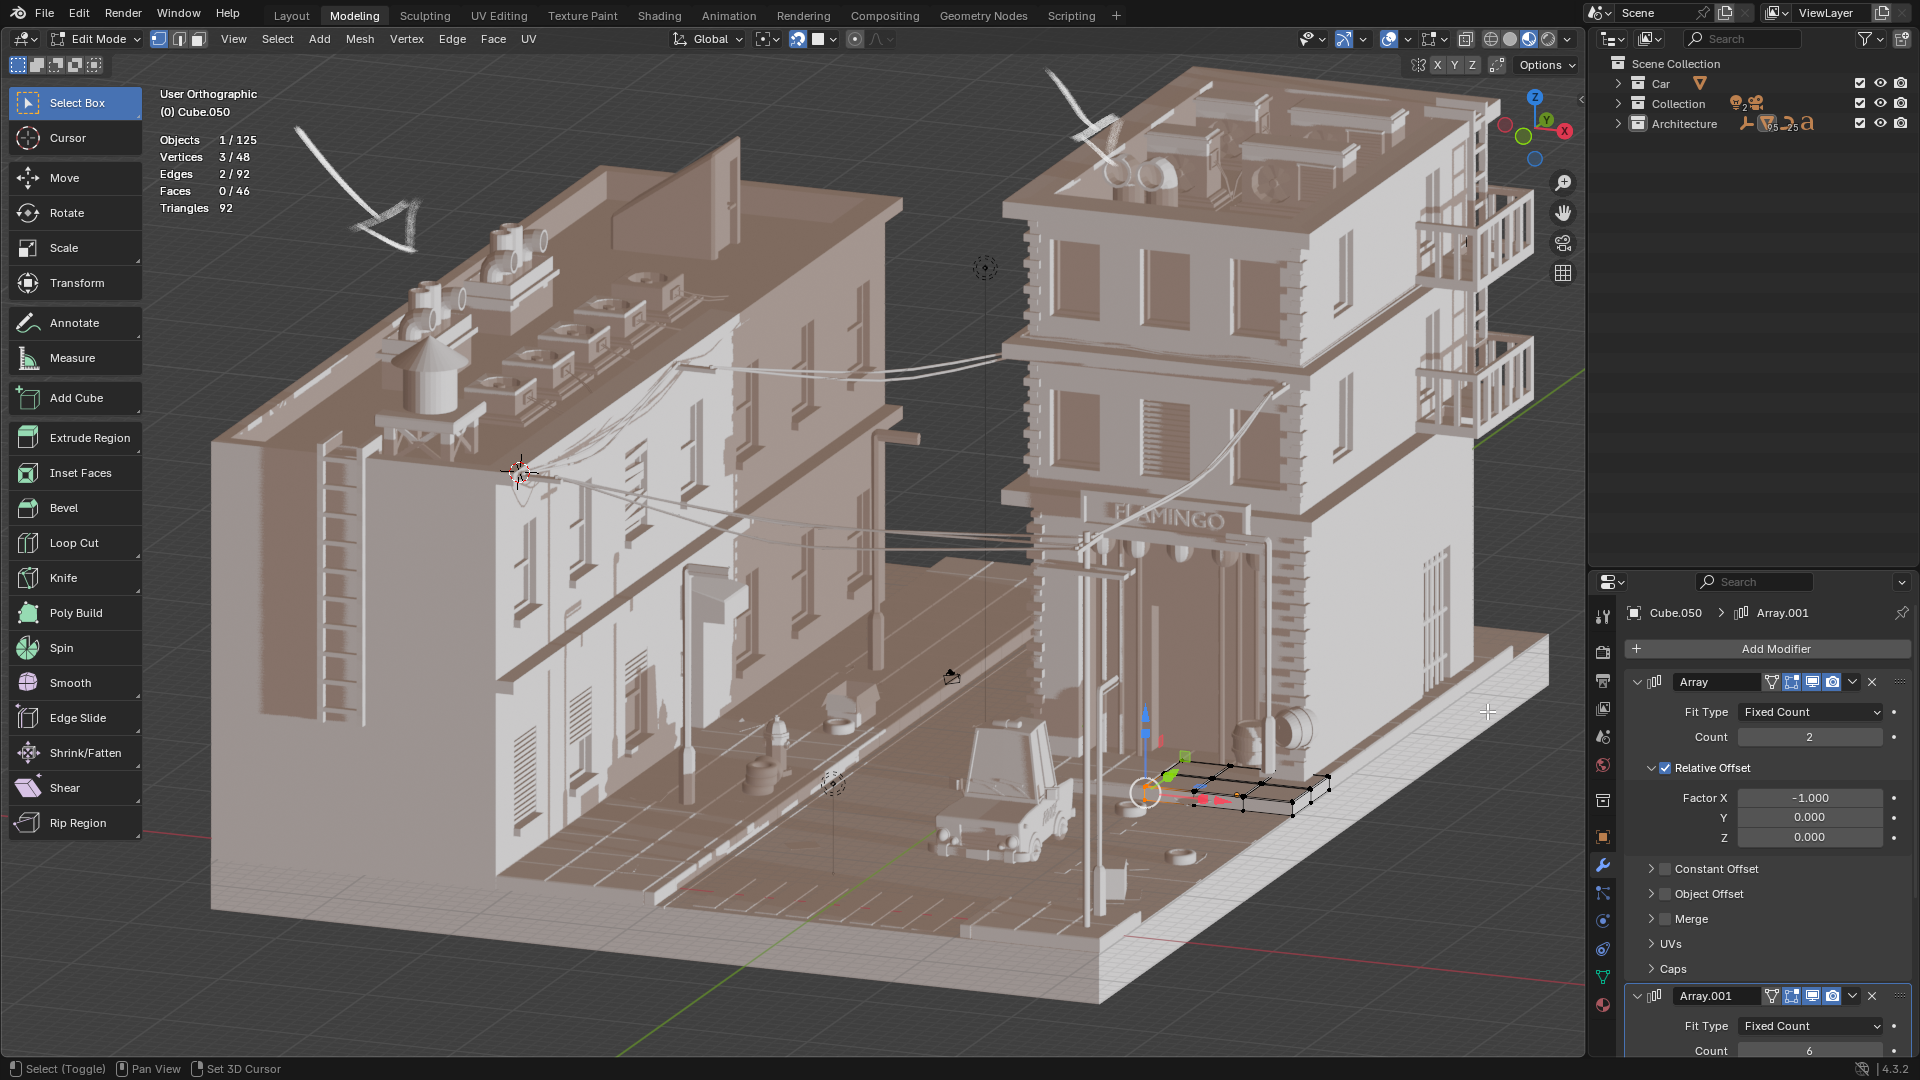 File Edit Render Window Help Layout Modeling Sculpting UV Editing Texture Paint Shading Animation Rendering Compositing Geometry Nodes Scripting Scene ViewLayer
Edit Mode View Select Add Mesh Vertex Edge Face UV Global Search
X Y Z Options
Scene Collection
Car
Collection 2
Architecture 95 25
User Orthographic
(0) Cube.050
Objects 1 / 125
Vertices 3 / 48
Edges 2 / 92
Faces 0 / 46
Triangles 92
Select Box
Cursor
Move
Rotate
Scale
Transform
Annotate
Measure
Add Cube
Extrude Region
Inset Faces
Bevel
Loop Cut
Knife
Poly Build
Spin
Smooth
Edge Slide
Shrink/Fatten
Shear
Rip Region
Z
Y
X
FLAMINGO
Search
Cube.050 Array.001
Add Modifier
Array
Fit Type Fixed Count
Count 2
Relative Offset
Factor X -1.000
Y 0.000
Z 0.000
Constant Offset
Object Offset
Merge
UVs
Caps
Array.001
Fit Type Fixed Count
Count 6
Select (Toggle) Pan View Set 3D Cursor 4.3.2